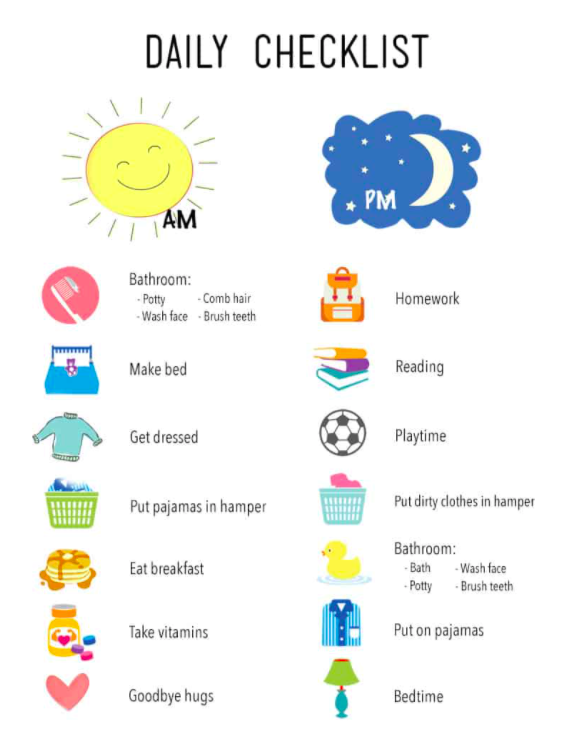 DAILY CHECKLIST
AM
Bathroom:
- Potty - Comb hair
- Wash face - Brush teeth
Make bed
Get dressed
Put pajamas in hamper
Eat breakfast
Take vitamins
Goodbye hugs
PM
Homework
Reading
Playtime
Put dirty clothes in hamper
Bathroom:
- Bath - Wash face
- Potty - Brush teeth
Put on pajamas
Bedtime